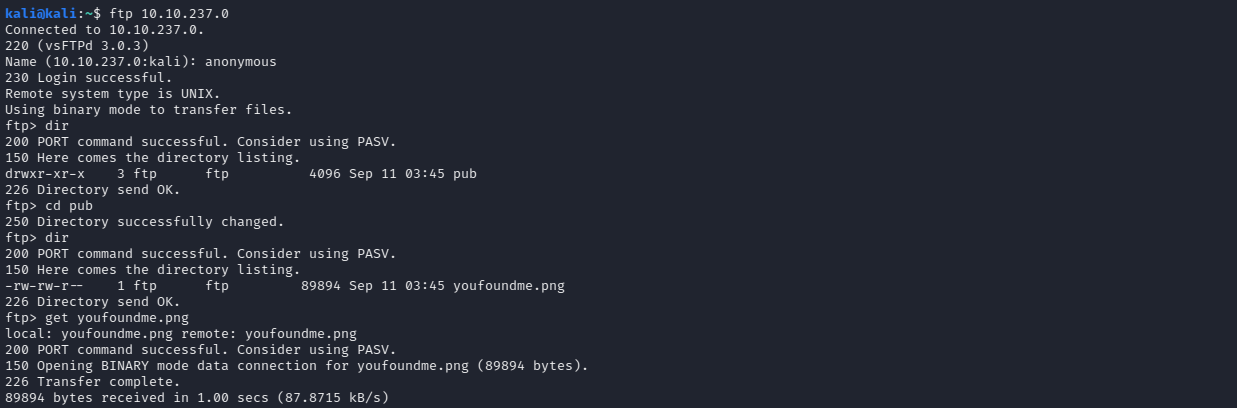 kali@kali:~$ ftp 10.10.237.0
Connected to 10.10.237.0.
220 (vsFTPd 3.0.3)
Name (10.10.237.0:kali): anonymous
230 Login successful.
Remote system type is UNIX.
Using binary mode to transfer files.
ftp> dir
200 PORT command successful. Consider using PASV.
150 Here comes the directory listing.
drwxr-xr-x    3 ftp      ftp          4096 Sep 11 03:45 pub
226 Directory send OK.
ftp> cd pub
250 Directory successfully changed.
ftp> dir
200 PORT command successful. Consider using PASV.
150 Here comes the directory listing.
-rw-rw-r--    1 ftp      ftp         89894 Sep 11 03:45 youfoundme.png
226 Directory send OK.
ftp> get youfoundme.png
local: youfoundme.png remote: youfoundme.png
200 PORT command successful. Consider using PASV.
150 Opening BINARY mode data connection for youfoundme.png (89894 bytes).
226 Transfer complete.
89894 bytes received in 1.00 secs (87.8715 kB/s)